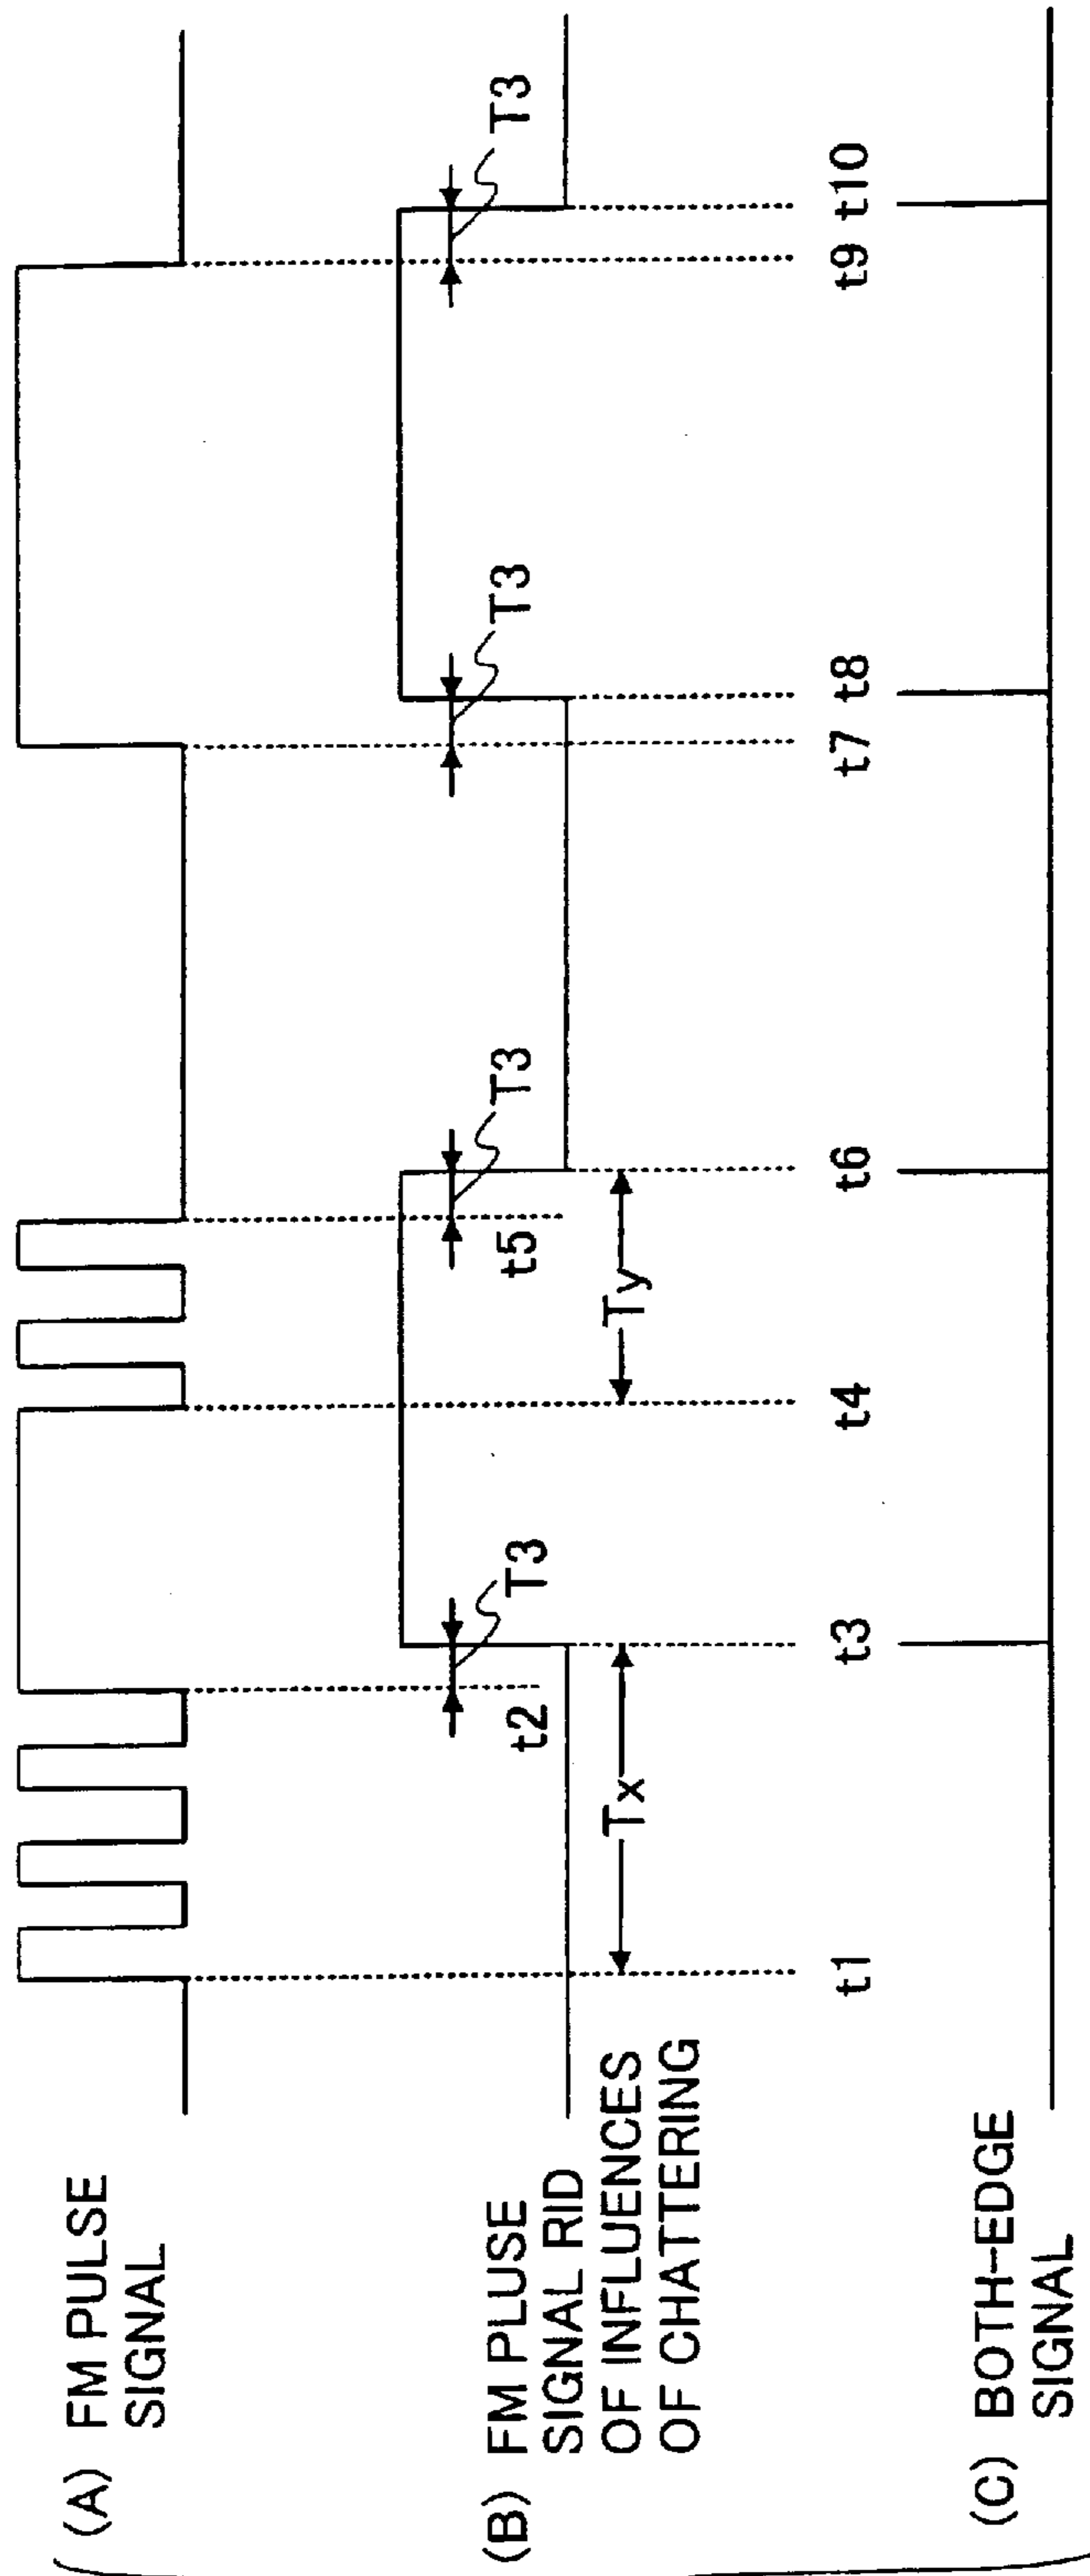 (A) FM PULSE
SIGNAL
(B) FM PLUSE
SIGNAL RID
OF INFLUENCES
OF CHATTERING
T3
T3
T3
T3
t2
t5
Tx
Ty
t1
t3
t4
t6
t7
t8
t9
t10
(C) BOTH-EDGE
SIGNAL